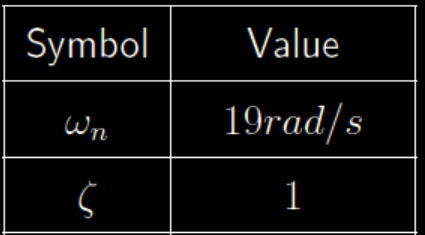 Symbol Value
ωₙ 19rad/s
ζ 1